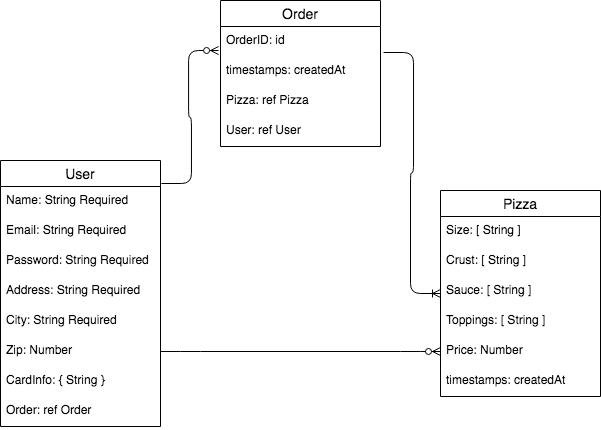 Order
OrderID: id
timestamps: createdAt
Pizza: ref Pizza
User: ref User
User
Name: String Required
Email: String Required
Password: String Required
Address: String Required
City: String Required
Zip: Number
CardInfo: { String }
Order: ref Order
Pizza
Size: [ String ]
Crust: [ String ]
Sauce: [ String ]
Toppings: [ String ]
Price: Number
timestamps: createdAt